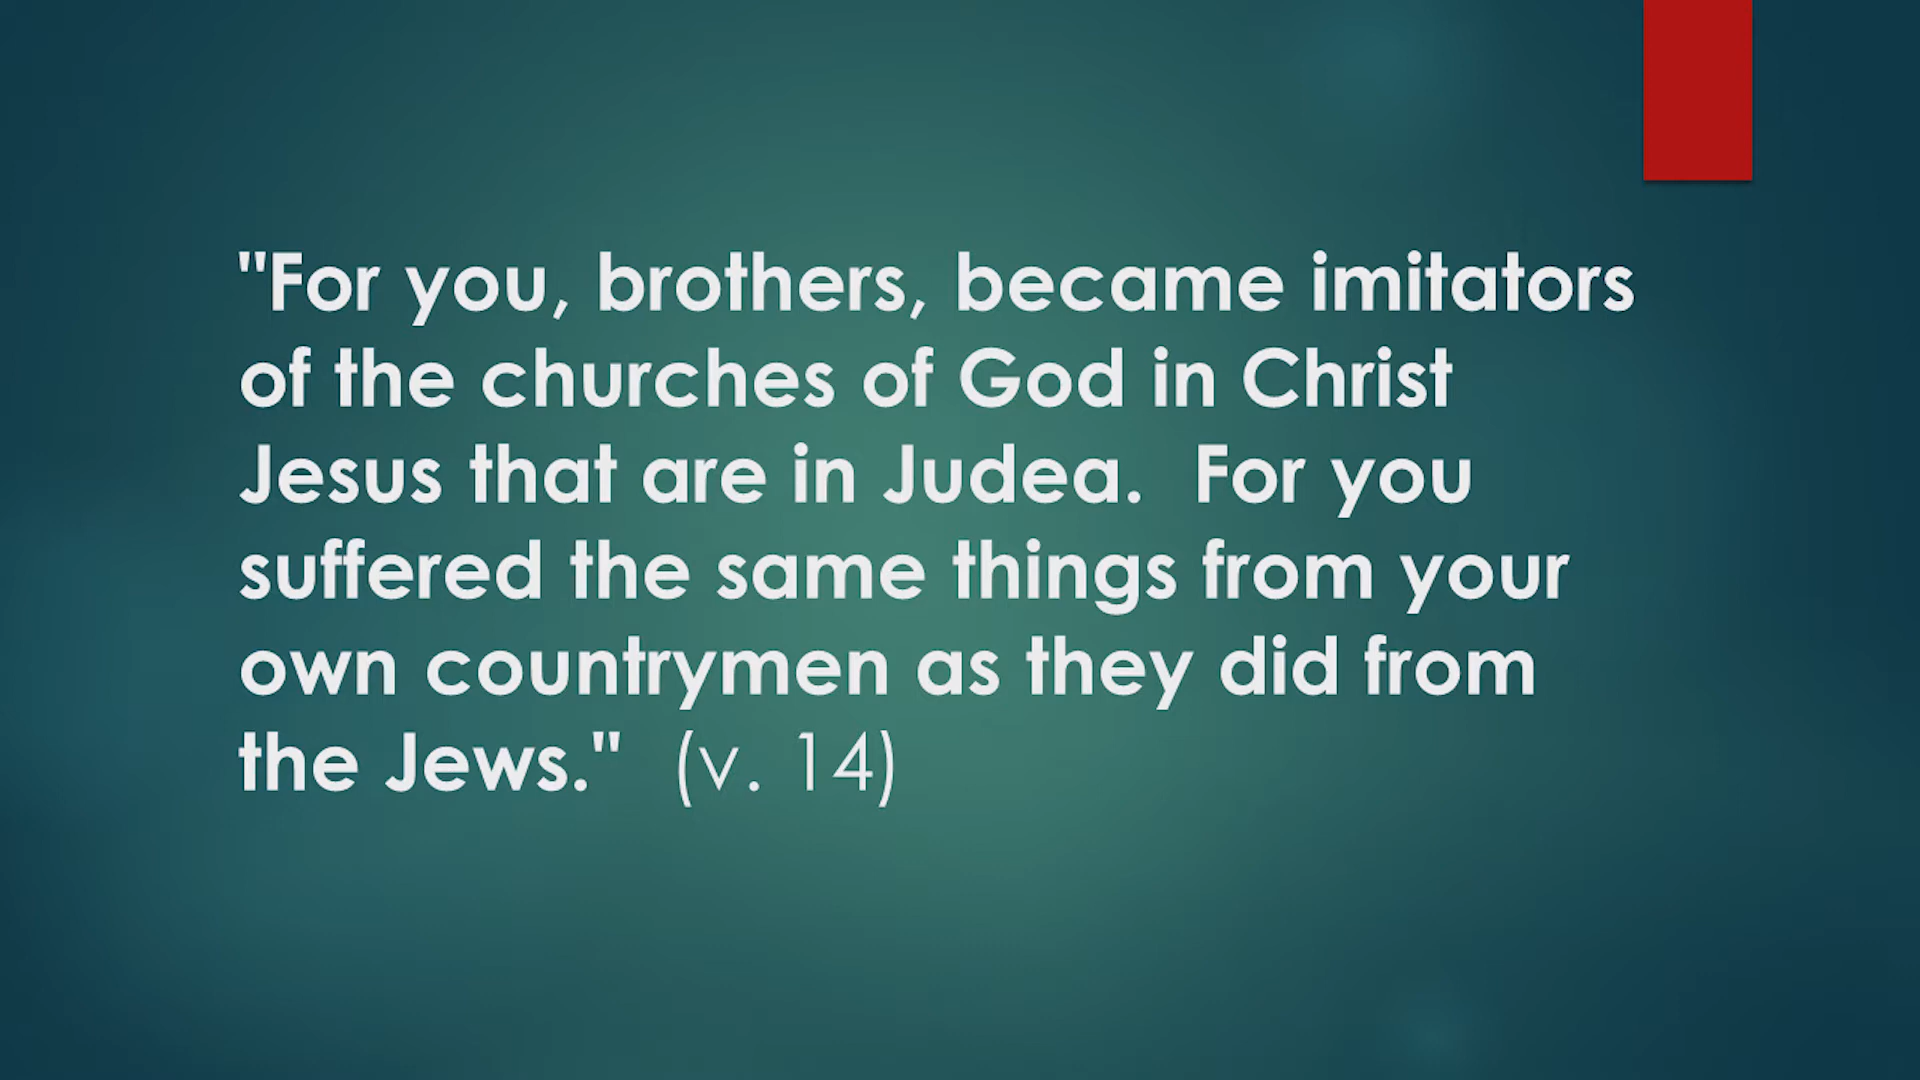 "For you, brothers, became imitators
of the churches of God in Christ
Jesus that are in Judea.  For you
suffered the same things from your
own countrymen as they did from
the Jews."  (v. 14)